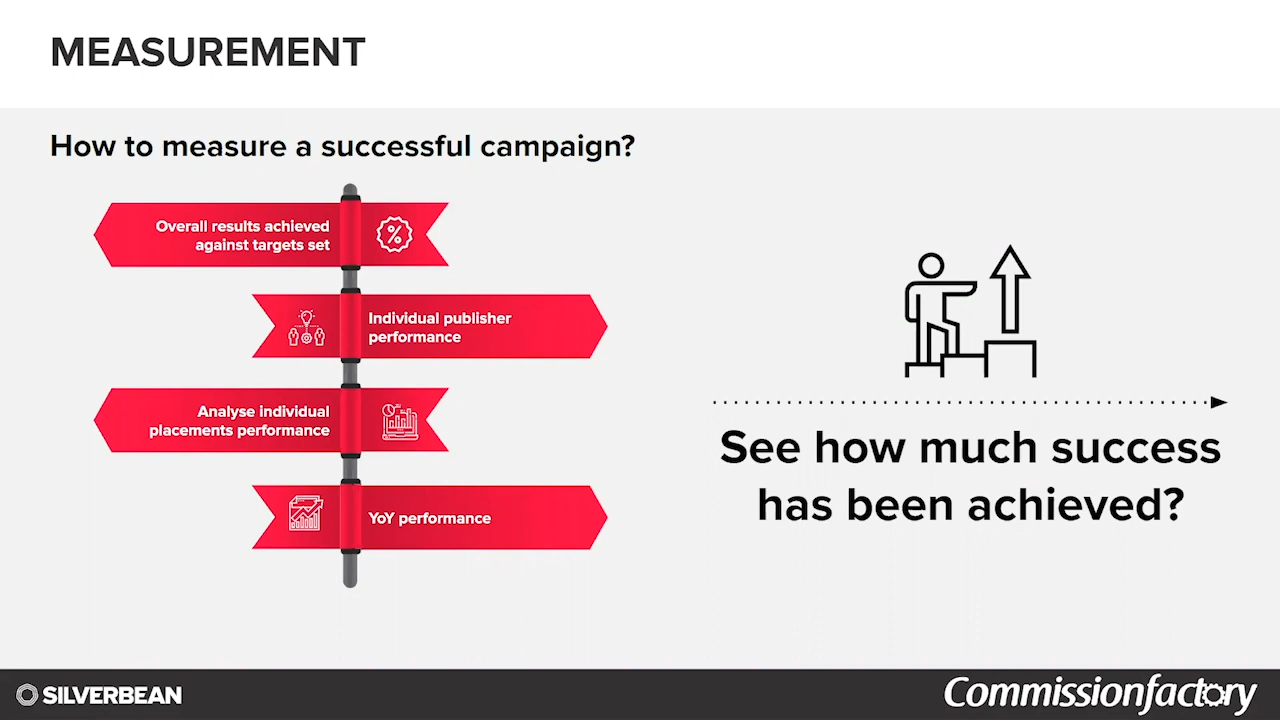 MEASUREMENT
How to measure a successful campaign?
Overall results achieved
against targets set
%
Individual publisher
performance
Analyse individual
placements performance
YoY performance
See how much success
has been achieved?
SILVERBEAN
Commissionfactory